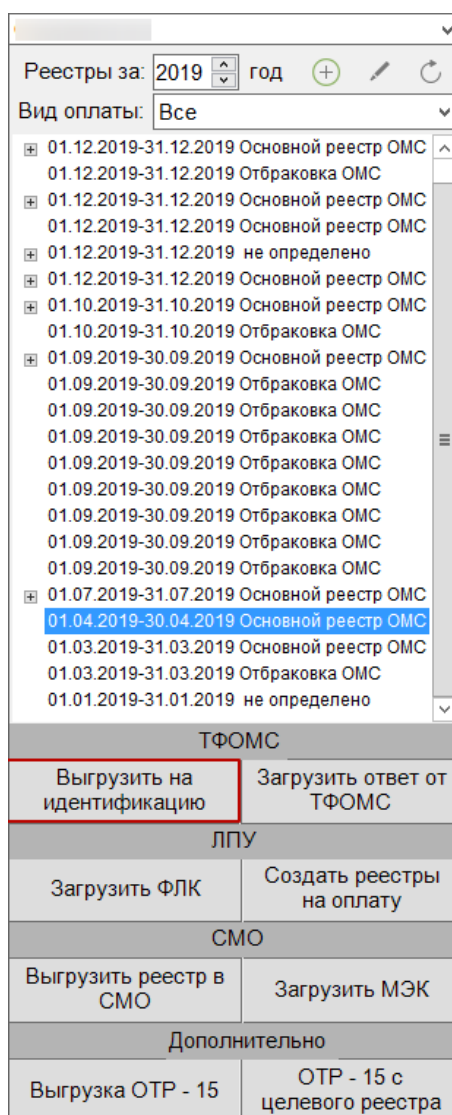 Реестры за: 2019 год
Вид оплаты: Все
01.12.2019-31.12.2019 Основной реестр ОМС
01.12.2019-31.12.2019 Отбраковка ОМС
01.12.2019-31.12.2019 Основной реестр ОМС
01.12.2019-31.12.2019 Основной реестр ОМС
01.12.2019-31.12.2019 не определено
01.12.2019-31.12.2019 Основной реестр ОМС
01.10.2019-31.10.2019 Основной реестр ОМС
01.10.2019-31.10.2019 Отбраковка ОМС
01.09.2019-30.09.2019 Основной реестр ОМС
01.09.2019-30.09.2019 Отбраковка ОМС
01.09.2019-30.09.2019 Отбраковка ОМС
01.09.2019-30.09.2019 Отбраковка ОМС
01.09.2019-30.09.2019 Отбраковка ОМС
01.09.2019-30.09.2019 Отбраковка ОМС
01.09.2019-30.09.2019 Отбраковка ОМС
01.09.2019-30.09.2019 Отбраковка ОМС
01.09.2019-30.09.2019 Отбраковка ОМС
01.07.2019-31.07.2019 Основной реестр ОМС
01.04.2019-30.04.2019 Основной реестр ОМС
01.03.2019-31.03.2019 Основной реестр ОМС
01.03.2019-31.03.2019 Отбраковка ОМС
01.01.2019-31.01.2019 не определено
ТФОМС
Выгрузить на
идентификацию
Загрузить ответ от
ТФОМС
ЛПУ
Загрузить ФЛК
Создать реестры
на оплату
СМО
Выгрузить реестр в
СМО
Загрузить МЭК
Дополнительно
Выгрузка ОТР - 15
ОТР - 15 с
целевого реестра